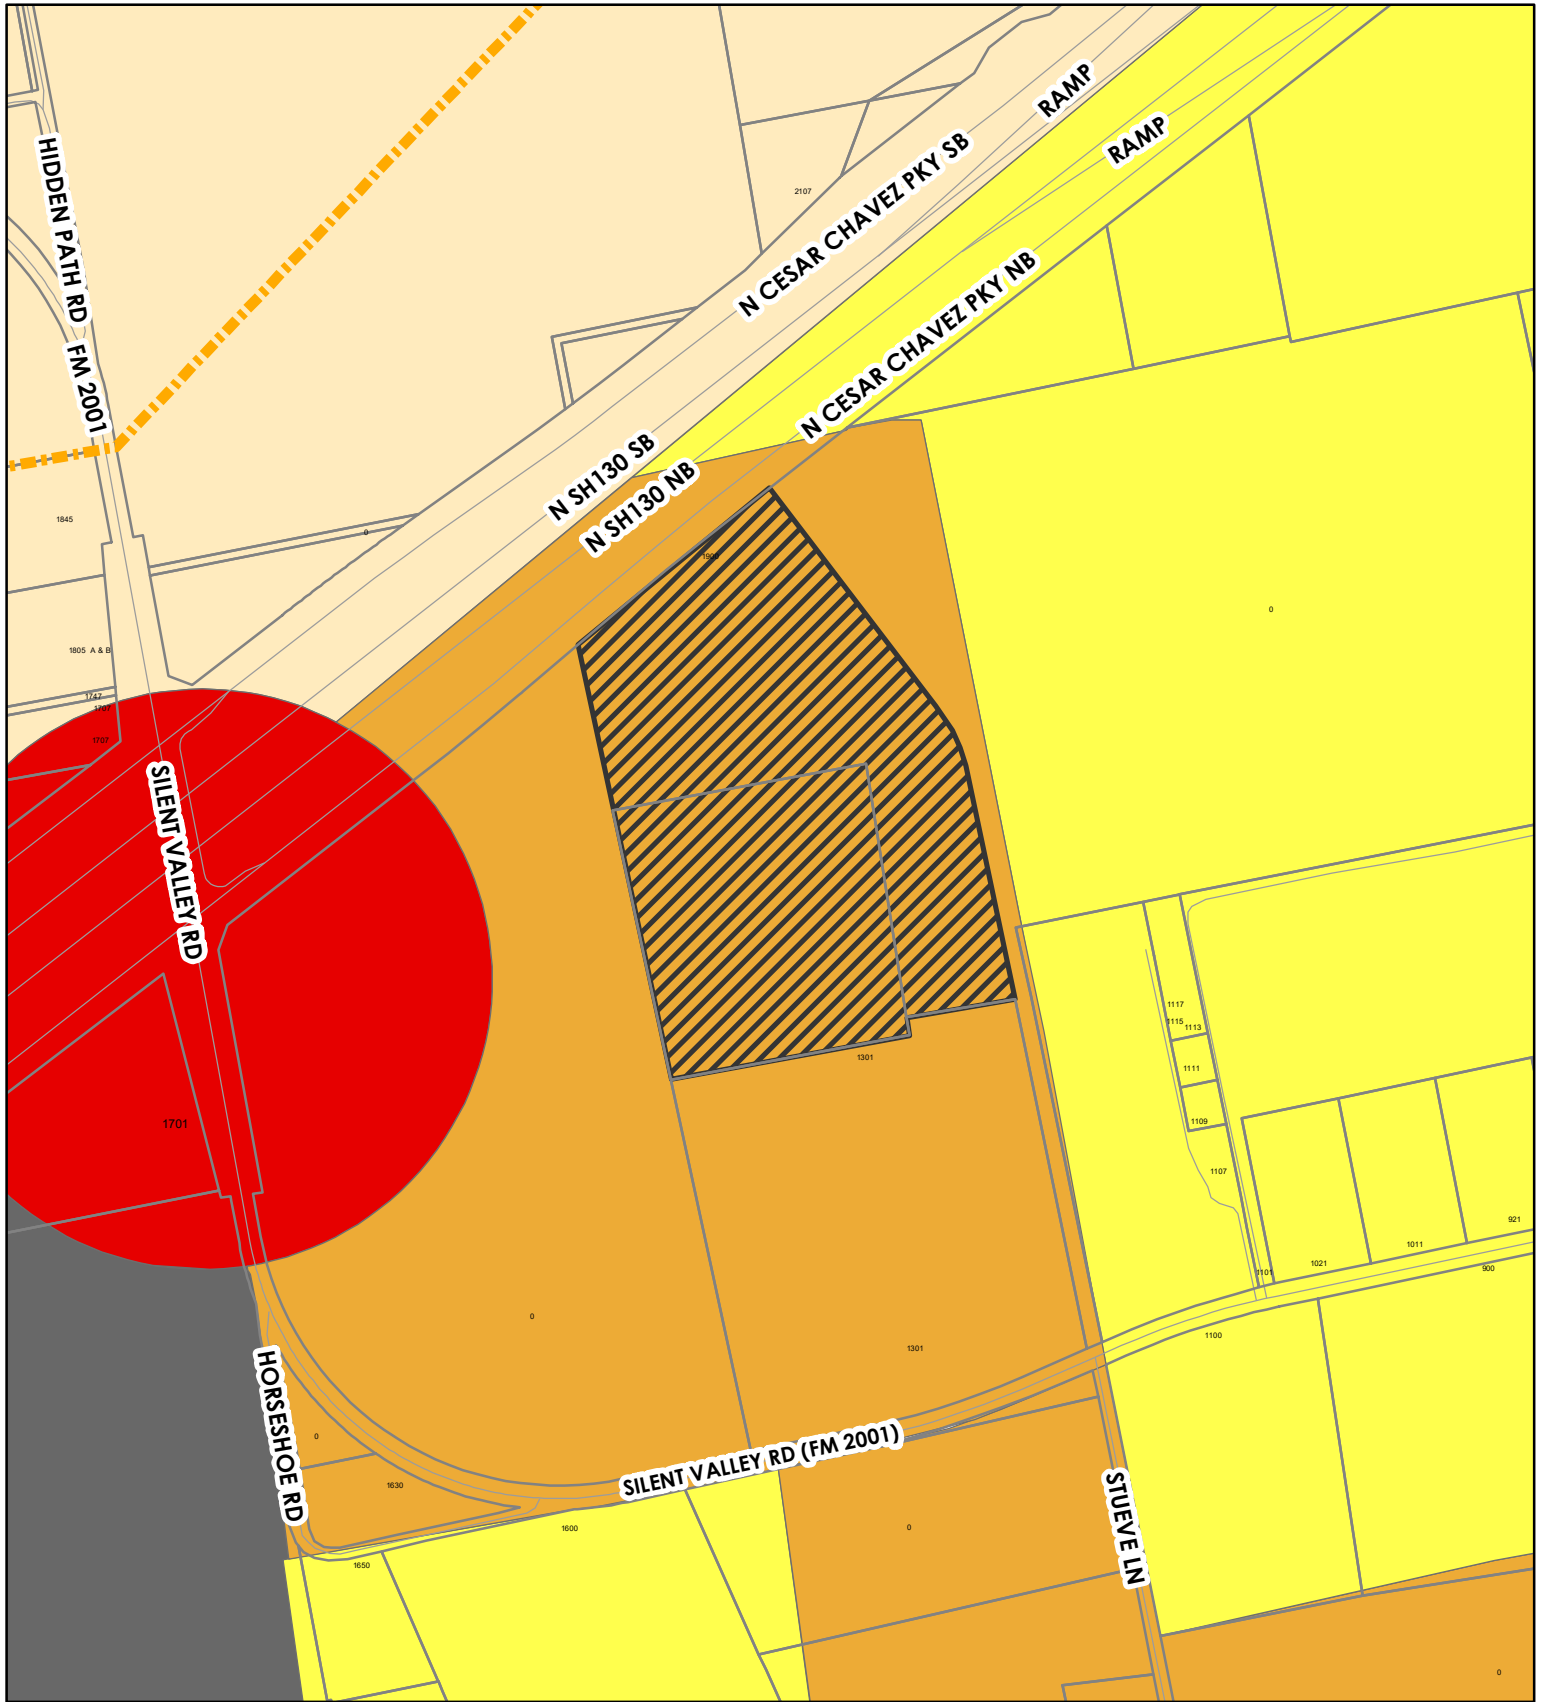 RAMP
RAMP
HIDDEN PATH RD
2107
N CESAR CHAVEZ PKY SB
N CESAR CHAVEZ PKY NB
FM 2001
N SH130 SB
N SH130 NB
1845
0
1900
0
1805 A & B
1747
1707
1707
SILENT VALLEY RD
1117
1115
1113
1301
1111
1701
1109
1107
921
1011
1021
1101
900
0
1100
1301
HORSESHOE RD
0
SILENT VALLEY RD (FM 2001)
1630
STUEVE LN
1600
0
1650
0